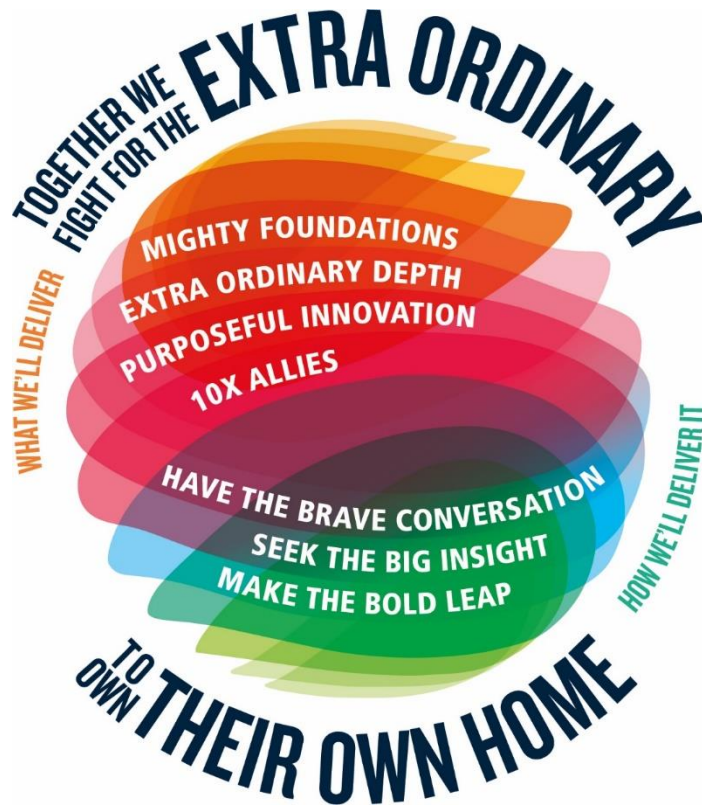 TOGETHER WE
FIGHT FOR THE
EXTRA ORDINARY
WHAT WE'LL DELIVER
MIGHTY FOUNDATIONS
EXTRA ORDINARY DEPTH
PURPOSEFUL INNOVATION
10X ALLIES
HAVE THE BRAVE CONVERSATION
SEEK THE BIG INSIGHT
MAKE THE BOLD LEAP
HOW WE'LL DELIVER IT
TO
OWN
THEIR OWN HOME